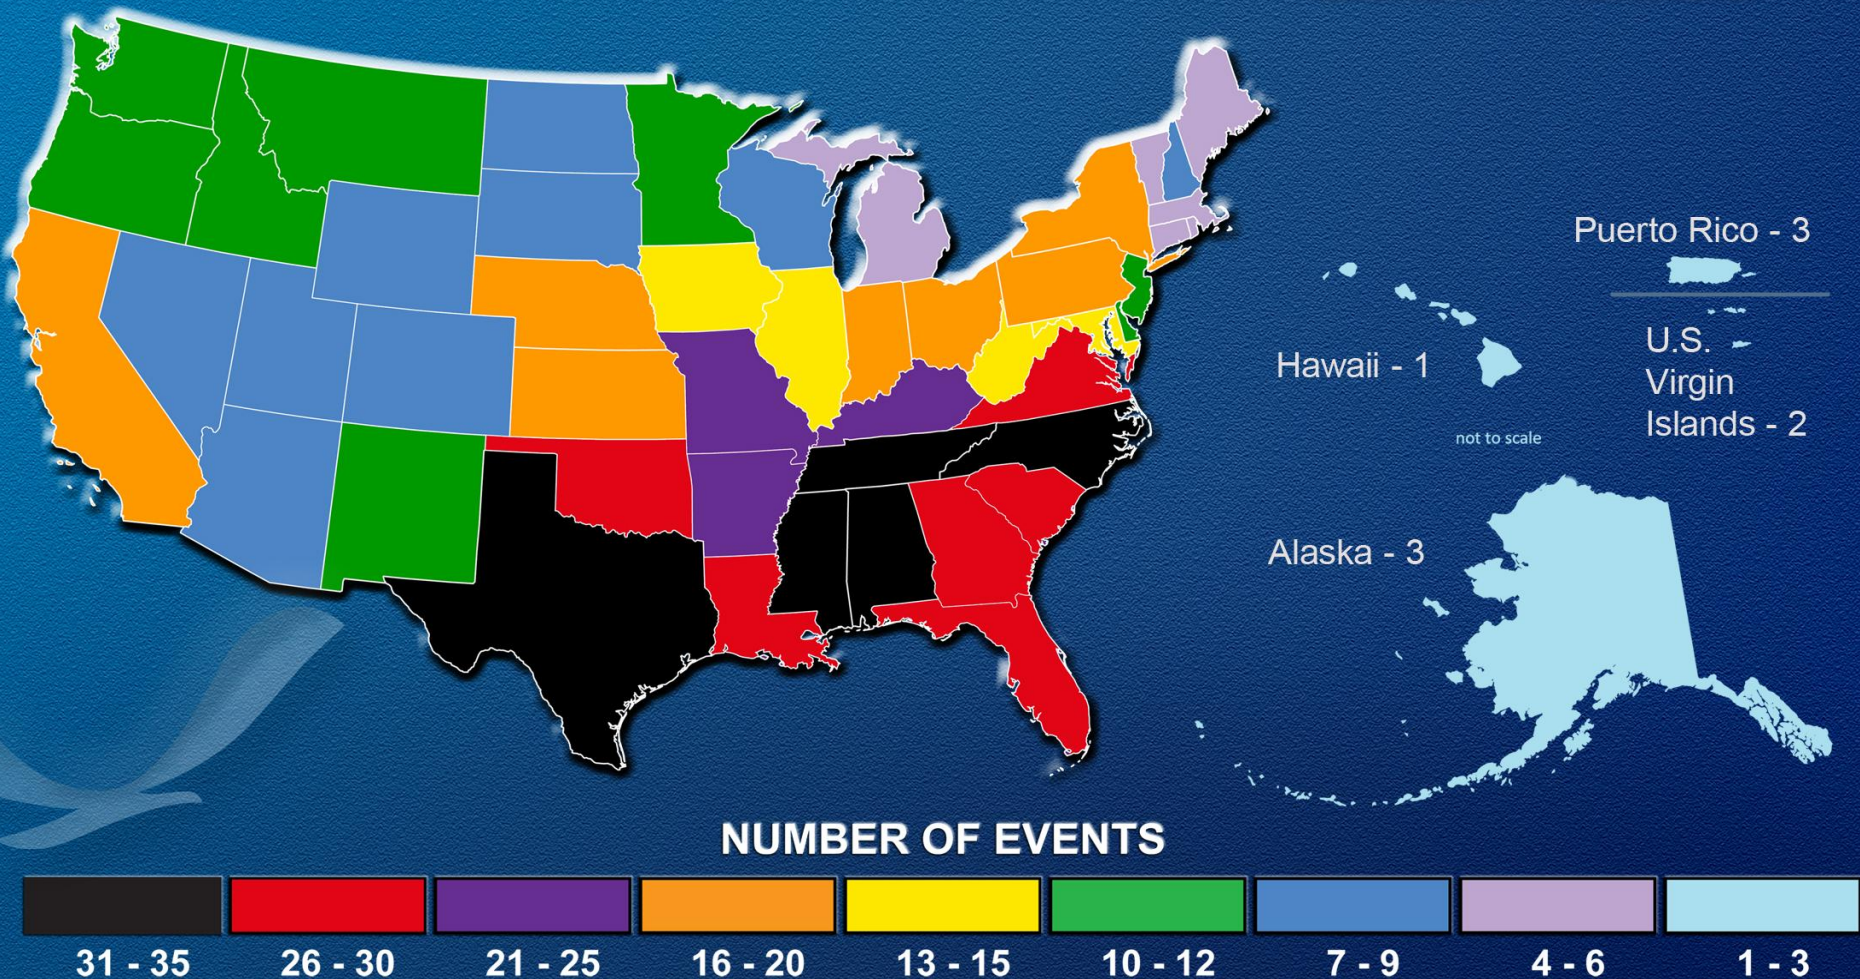 Puerto Rico - 3
Hawaii - 1
U.S.
Virgin
Islands - 2
not to scale
Alaska - 3
NUMBER OF EVENTS
31 - 35
26 - 30
21 - 25
16 - 20
13 - 15
10 - 12
7 - 9
4 - 6
1 - 3